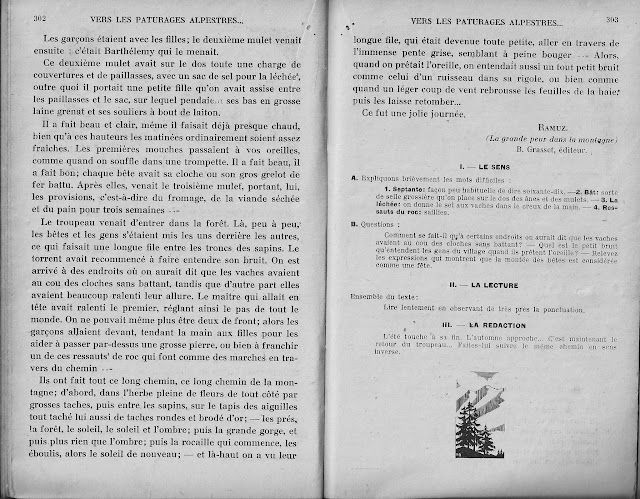 302 VERS LES PATURAGES ALPESTRES...
Les garçons étaient avec les filles; le deuxième mulet venait
ensuite : c'était Barthélemy qui le menait.
Ce deuxième mulet avait sur le dos toute une charge de
couvertures et de paillasses, avec un sac de sel pour la léchée³,
outre quoi il portait une petite fille qu'on avait assise entre
les paillasses et le sac, sur lequel pendaient ses bas en grosse
laine grenat et ses souliers à bout de laiton.
Il a fait beau et clair, même il faisait déjà presque chaud,
bien qu'à ces hauteurs les matinées ordinairement soient assez
fraîches. Les premières mouches passaient à vos oreilles,
comme quand on souffle dans une trompette. Il a fait beau, il
a fait bon; chaque bête avait sa cloche ou son gros grelot de
fer battu. Après elles, venait le troisième mulet, portant, lui,
les provisions, c'est-à-dire du fromage, de la viande séchée
et du pain pour trois semaines ---
Le troupeau venait d'entrer dans la forêt. Là, peu à peu,
les bêtes et les gens s'étaient mis les uns derrière les autres,
ce qui faisait une longue file entre les troncs des sapins. Le
torrent avait recommencé à faire entendre son bruit. On est
arrivé à des endroits où on aurait dit que les vaches avaient
au cou des cloches sans battant, tandis que d'autre part elles
avaient beaucoup ralenti leur allure. Le maître qui allait en
tête avait ralenti le premier, réglant ainsi le pas de tout le
monde. On ne pouvait même plus être deux de front; alors les
garçons allaient devant, tendant la main aux filles pour les
aider à passer par-dessus une grosse pierre, ou bien à franchir
un de ces ressauts⁴ de roc qui font comme des marches en tra-
vers du chemin ---
Ils ont fait tout ce long chemin, ce long chemin de la mon-
tagne; d'abord, dans l'herbe pleine de fleurs de tout côté par
grosses taches, puis entre les sapins, sur le tapis des aiguilles
tout taché lui aussi de taches rondes et brodé d'or; — les prés,
la forêt, le soleil, le soleil et l'ombre; puis la grande gorge, et
puis plus rien que l'ombre; puis la rocaille qui commence, les
éboulis, alors le soleil de nouveau; — et là-haut on a vu leur
VERS LES PATURAGES ALPESTRES... 303
longue file, qui était devenue toute petite, aller en travers de
l'immense pente grise, semblant à peine bouger --- Alors,
quand on prêtait l'oreille, on entendait aussi un tout petit bruit
comme celui d'un ruisseau dans sa rigole, ou bien comme
quand un léger coup de vent rebrousse les feuilles de la haie,
puis les laisse retomber...
Ce fut une jolie journée.
RAMUZ.
(La grande peur dans la montagne)
B. Grasset, éditeur.
I. — LE SENS
A. Expliquons brièvement les mots difficiles :
1. Septante: façon peu habituelle de dire soixante-dix. — 2. Bât: sorte
de selle grossière qu'on place sur le dos des ânes et des mulets. — 3. La
léchée: on donne le sel aux vaches dans le creux de la main. — 4. Res-
sauts du roc: saillies.
B. Questions :
Comment se fait-il qu'à certains endroits on aurait dit que les vaches
avaient au cou des cloches sans battant? — Quel est le petit bruit
qu'entendent les gens du village quand ils prêtent l'oreille? — Relevez
les expressions qui montrent que la montée des bêtes est considérée
comme une fête.
II. — LA LECTURE
Ensemble du texte:
Lire lentement en observant de très près la ponctuation.
III. — LA REDACTION
L'été touche à sa fin. L'automne approche... C'est maintenant le
retour du troupeau... Faites-lui suivre le même chemin en sens
inverse.